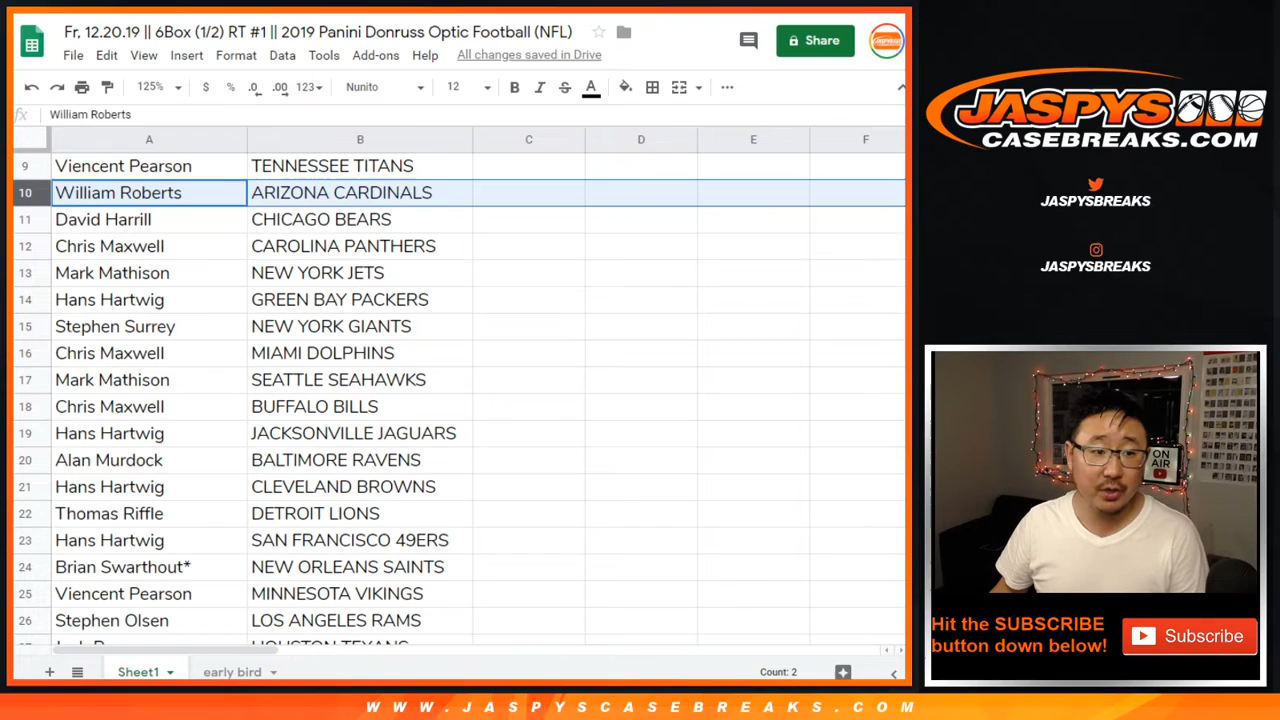 Fr, 12.20.19 || 6Box (1/2) RT #1 || 2019 Panini Donruss Optic Football (NFL)
File Edit View Insert Format Data Tools Add-ons Help All changes saved in Drive
Share
125% $ % .0 .00 123 Nunito 12 B I S A
fx William Roberts
A B C D E F
9 Viencent Pearson TENNESSEE TITANS
10 William Roberts ARIZONA CARDINALS
11 David Harrill CHICAGO BEARS
12 Chris Maxwell CAROLINA PANTHERS
13 Mark Mathison NEW YORK JETS
14 Hans Hartwig GREEN BAY PACKERS
15 Stephen Surrey NEW YORK GIANTS
16 Chris Maxwell MIAMI DOLPHINS
17 Mark Mathison SEATTLE SEAHAWKS
18 Chris Maxwell BUFFALO BILLS
19 Hans Hartwig JACKSONVILLE JAGUARS
20 Alan Murdock BALTIMORE RAVENS
21 Hans Hartwig CLEVELAND BROWNS
22 Thomas Riffle DETROIT LIONS
23 Hans Hartwig SAN FRANCISCO 49ERS
24 Brian Swarthout* NEW ORLEANS SAINTS
25 Viencent Pearson MINNESOTA VIKINGS
26 Stephen Olsen LOS ANGELES RAMS
HOUSTON TEXANS
Sheet1 early bird Count: 2
JASPYS
CASEBREAKS.COM
JASPYSBREAKS
JASPYSBREAKS
ON
AIR
Hit the SUBSCRIBE
button down below!
Subscribe
WWW.JASPYSCASEBREAKS.COM